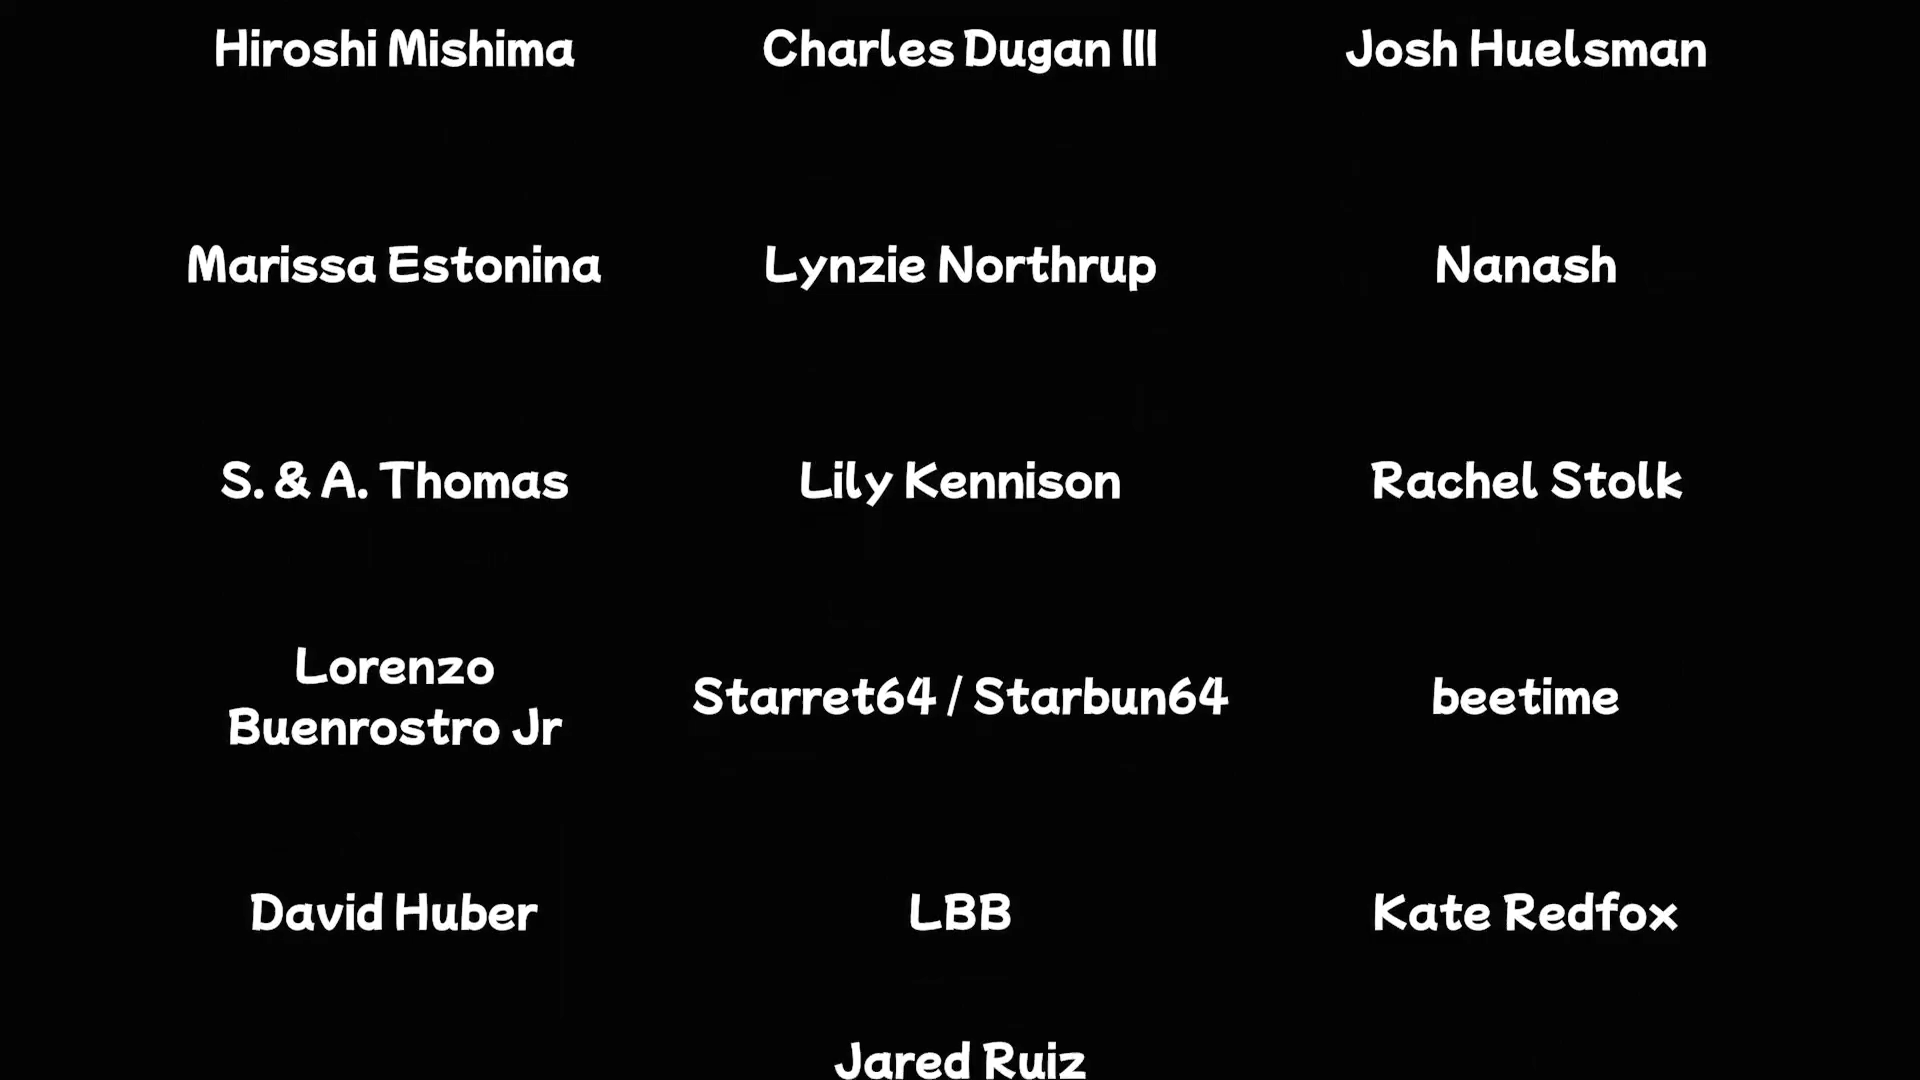 Hiroshi Mishima
Charles Dugan III
Josh Huelsman
Marissa Estonina
Lynzie Northrup
Nanash
S. & A. Thomas
Lily Kennison
Rachel Stolk
Lorenzo
Buenrostro Jr
Starret64 / Starbun64
beetime
David Huber
LBB
Kate Redfox
Jared Ruiz